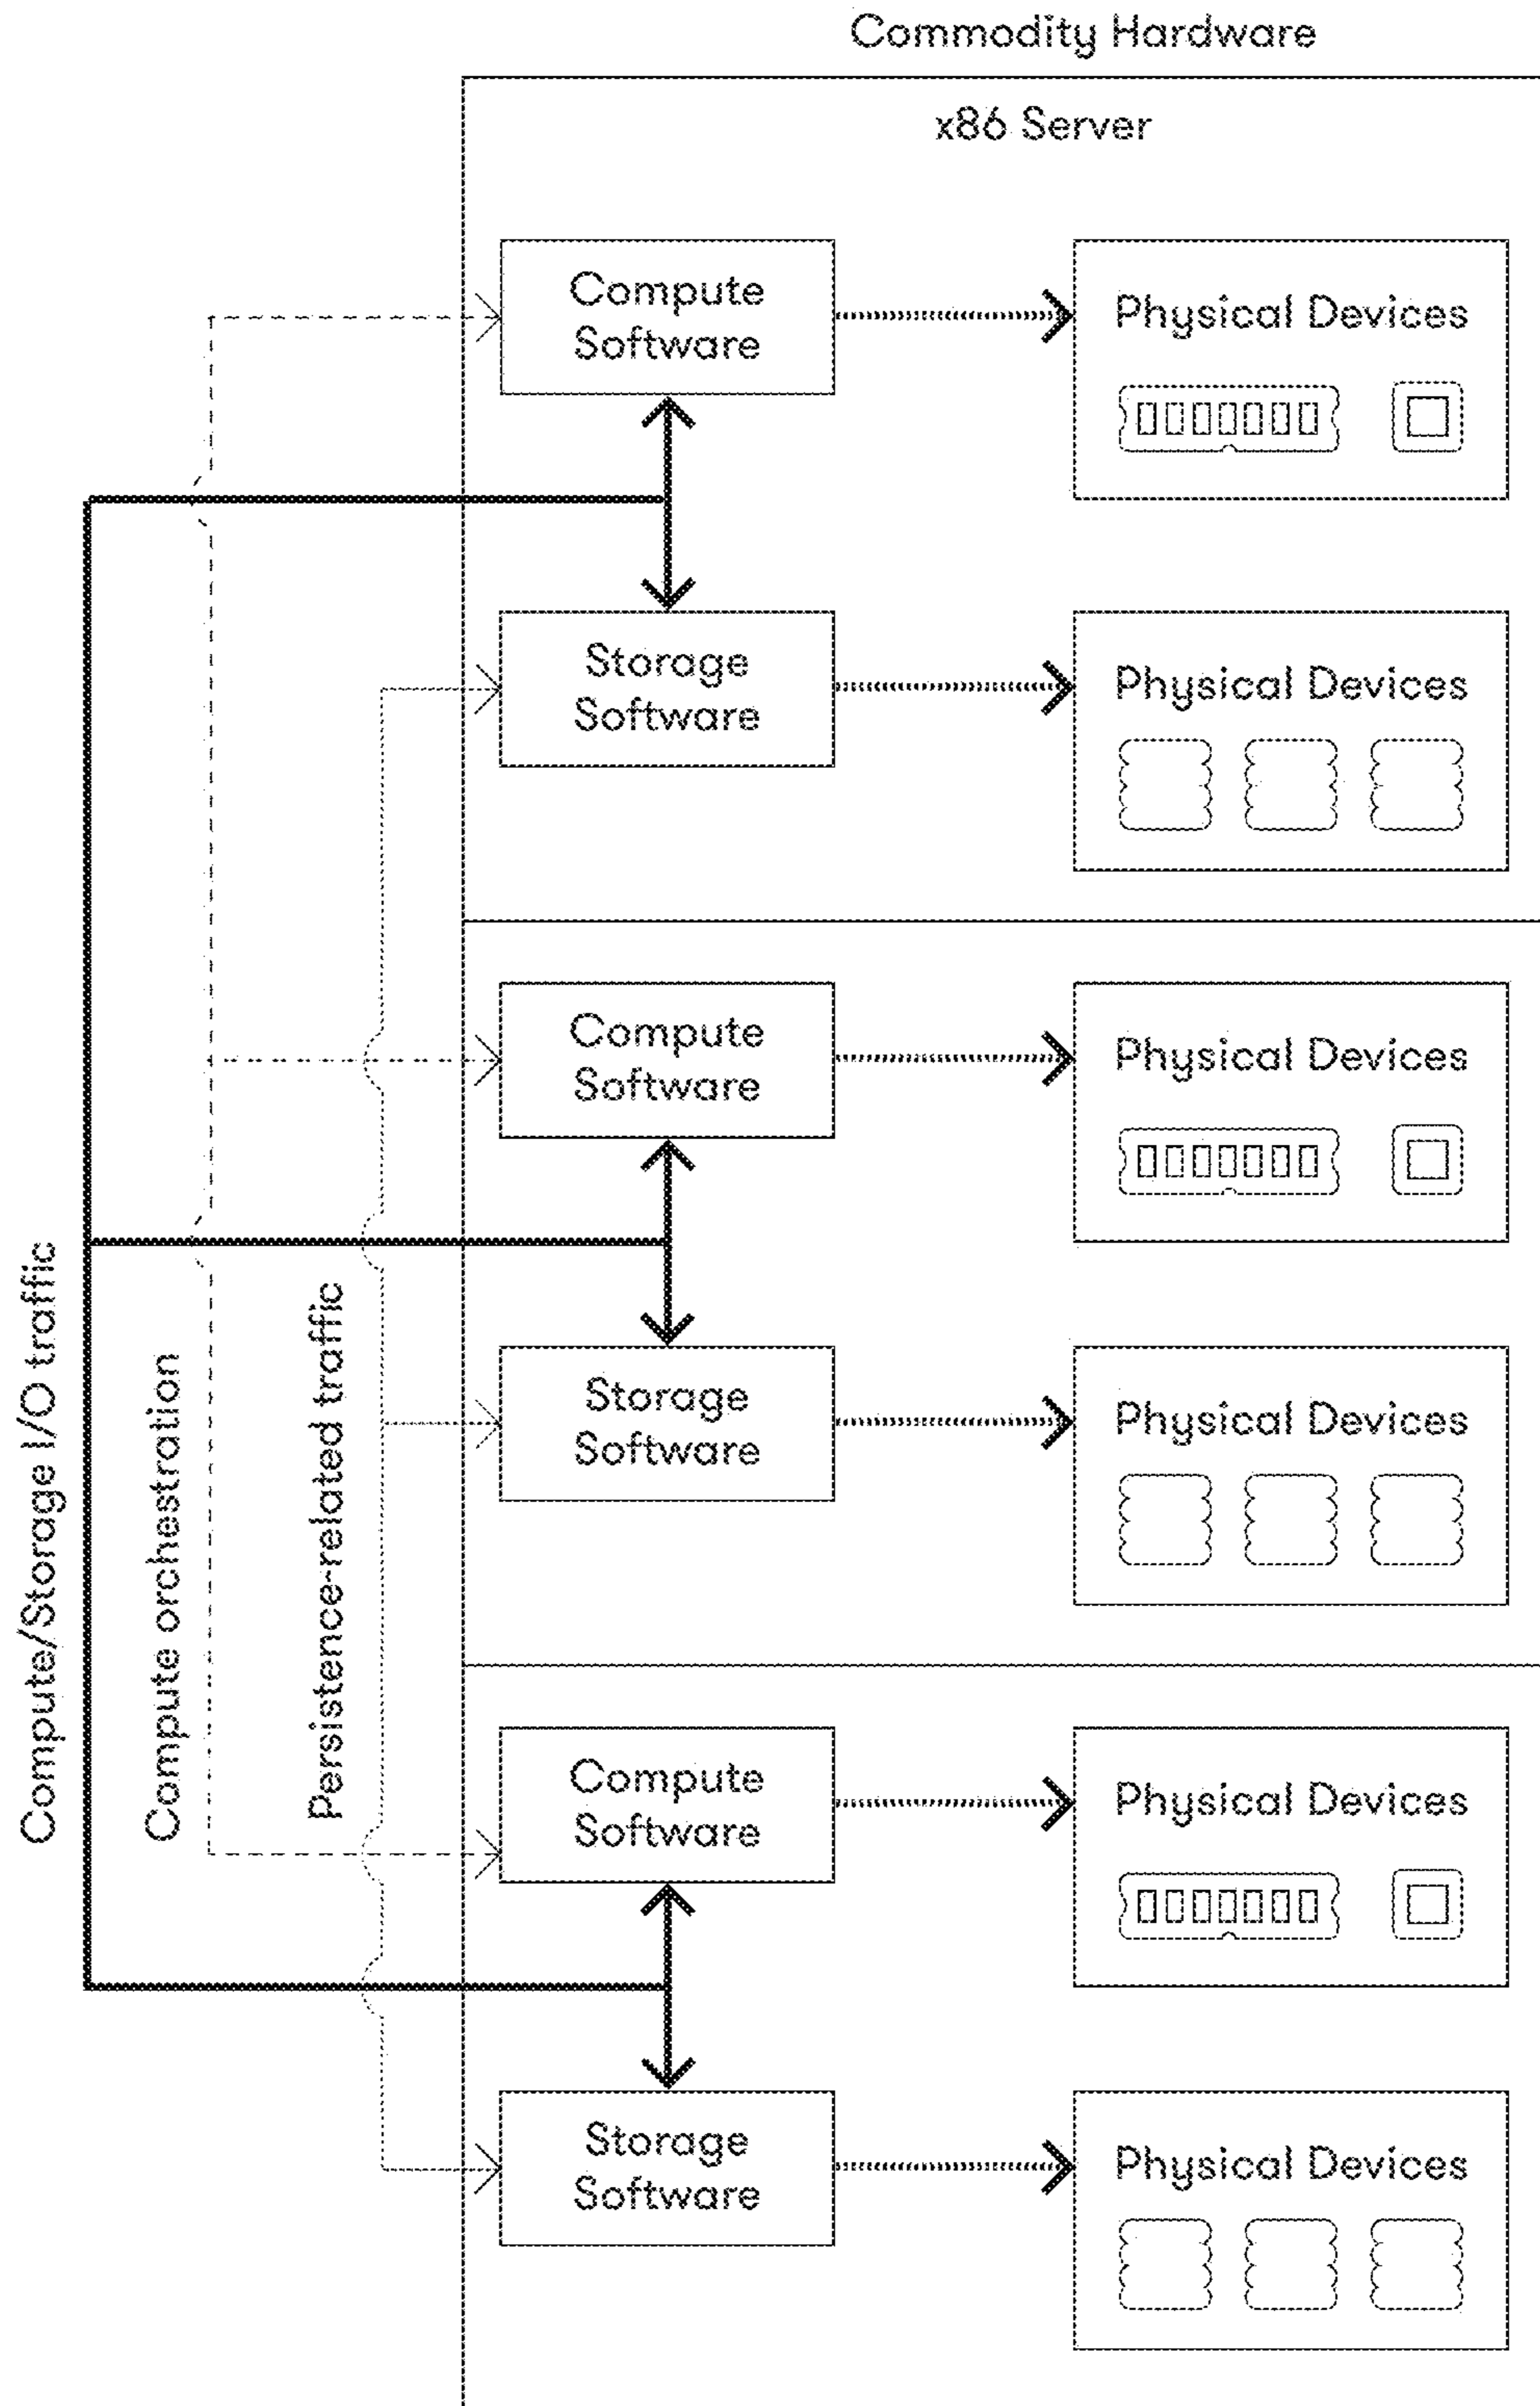 Commodity Hardware
x86 Server
Compute
Software
Physical Devices
Storage
Software
Physical Devices
Compute
Software
Physical Devices
Storage
Software
Physical Devices
Compute
Software
Physical Devices
Storage
Software
Physical Devices
Compute/Storage I/O traffic
Compute orchestration
Persistence-related traffic